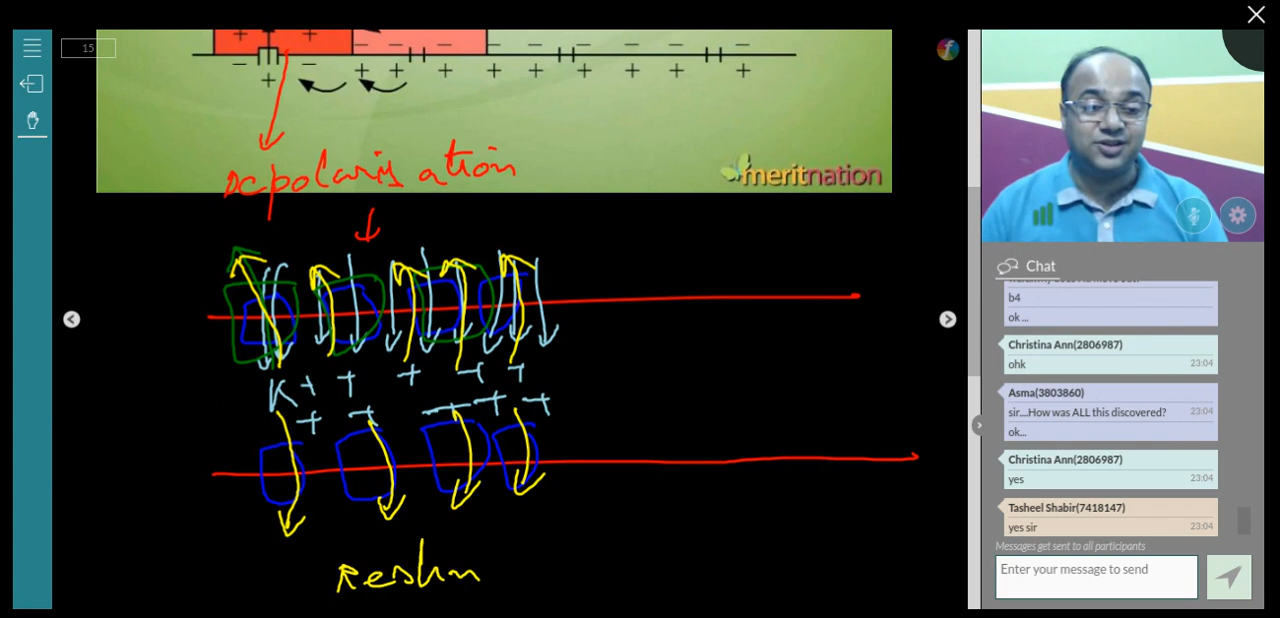 15
+ +
− − − − − − −
− − + + + + + + +
+
depolarisation
meritnation
K+ + + + +
+ + + + +
Chat
b4
ok ...
Christina Ann(2806987)
ohk
23:04
Asma(3803860)
sir....How was ALL this discovered?
23:04
ok...
Christina Ann(2806987)
yes
23:04
Tasheel Shabir(7418147)
yes sir
23:04
Messages get sent to all participants
Enter your message to send